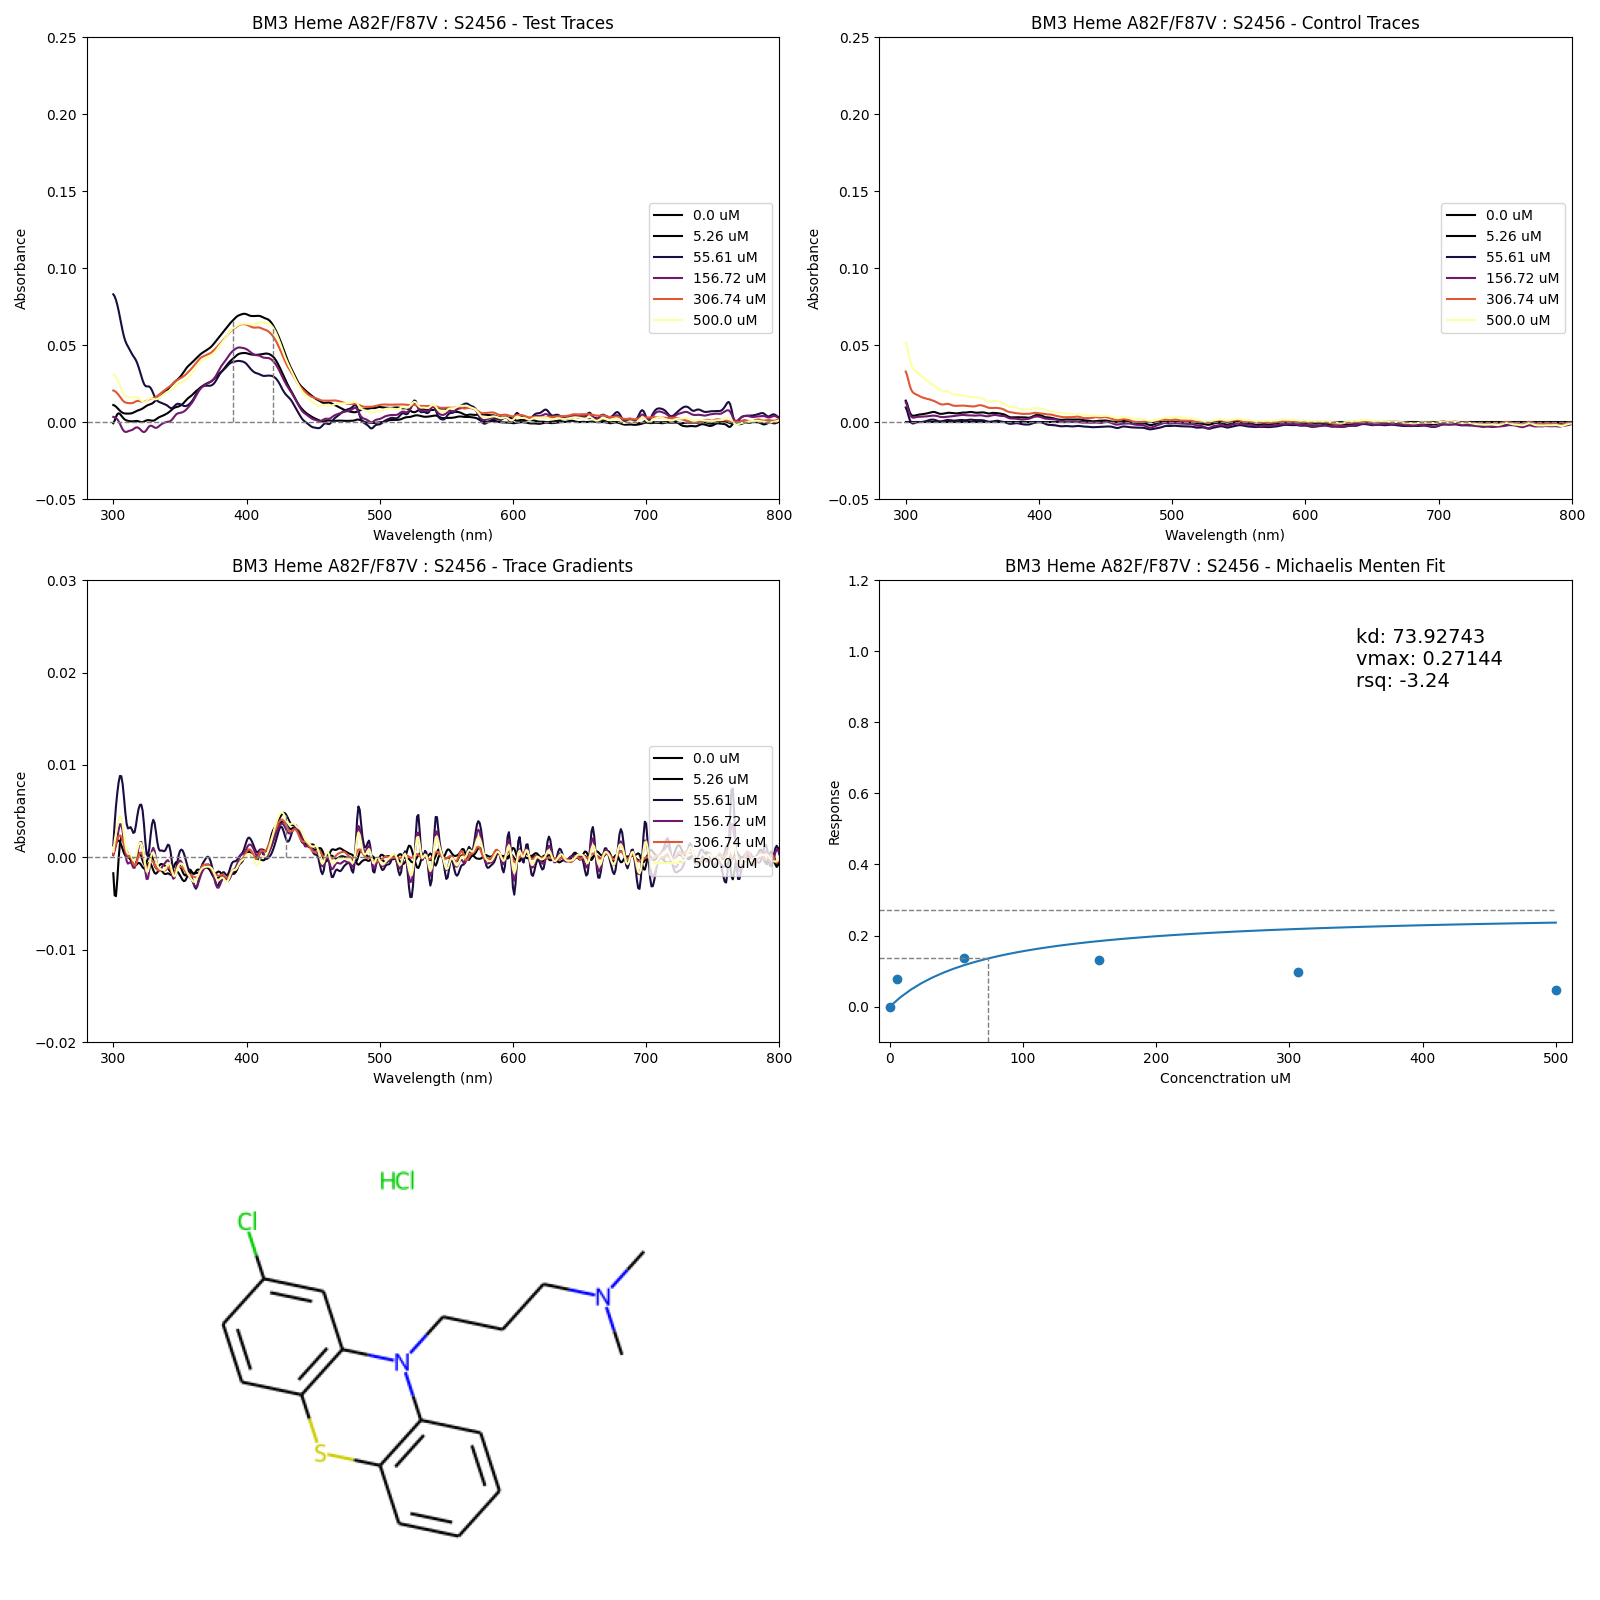 BM3 Heme A82F/F87V : S2456 - Test Traces
0.25
0.20
0.15
0.10
0.05
0.00
−0.05
Absorbance
300 400 500 600 700 800
Wavelength (nm)
0.0 uM
5.26 uM
55.61 uM
156.72 uM
306.74 uM
500.0 uM
BM3 Heme A82F/F87V : S2456 - Control Traces
0.25
0.20
0.15
0.10
0.05
0.00
−0.05
Absorbance
300 400 500 600 700 800
Wavelength (nm)
0.0 uM
5.26 uM
55.61 uM
156.72 uM
306.74 uM
500.0 uM
BM3 Heme A82F/F87V : S2456 - Trace Gradients
0.03
0.02
0.01
0.00
−0.01
−0.02
Absorbance
300 400 500 600 700 800
Wavelength (nm)
0.0 uM
5.26 uM
55.61 uM
156.72 uM
306.74 uM
500.0 uM
BM3 Heme A82F/F87V : S2456 - Michaelis Menten Fit
1.2
1.0
0.8
0.6
0.4
0.2
0.0
Response
0 100 200 300 400 500
Concenctration uM
kd: 73.92743
vmax: 0.27144
rsq: -3.24
HCl
Cl
N
N
S